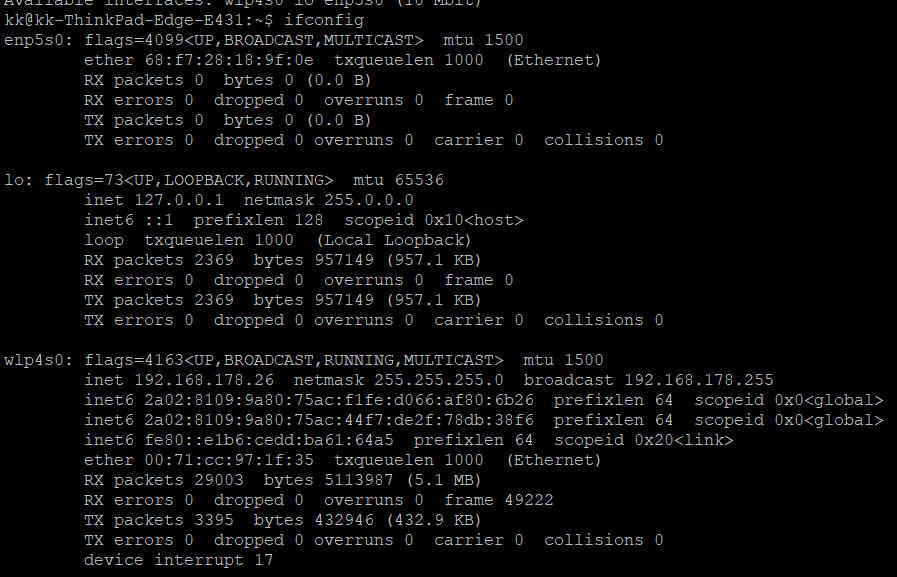 Available interfaces: wlp4s0 lo enp5s0 (10 Mbit)
kk@kk-ThinkPad-Edge-E431:~$ ifconfig
enp5s0: flags=4099<UP,BROADCAST,MULTICAST>  mtu 1500
        ether 68:f7:28:18:9f:0e  txqueuelen 1000  (Ethernet)
        RX packets 0  bytes 0 (0.0 B)
        RX errors 0  dropped 0  overruns 0  frame 0
        TX packets 0  bytes 0 (0.0 B)
        TX errors 0  dropped 0 overruns 0  carrier 0  collisions 0

lo: flags=73<UP,LOOPBACK,RUNNING>  mtu 65536
        inet 127.0.0.1  netmask 255.0.0.0
        inet6 ::1  prefixlen 128  scopeid 0x10<host>
        loop  txqueuelen 1000  (Local Loopback)
        RX packets 2369  bytes 957149 (957.1 KB)
        RX errors 0  dropped 0  overruns 0  frame 0
        TX packets 2369  bytes 957149 (957.1 KB)
        TX errors 0  dropped 0 overruns 0  carrier 0  collisions 0

wlp4s0: flags=4163<UP,BROADCAST,RUNNING,MULTICAST>  mtu 1500
        inet 192.168.178.26  netmask 255.255.255.0  broadcast 192.168.178.255
        inet6 2a02:8109:9a80:75ac:f1fe:d066:af80:6b26  prefixlen 64  scopeid 0x0<global>
        inet6 2a02:8109:9a80:75ac:44f7:de2f:78db:38f6  prefixlen 64  scopeid 0x0<global>
        inet6 fe80::e1b6:cedd:ba61:64a5  prefixlen 64  scopeid 0x20<link>
        ether 00:71:cc:97:1f:35  txqueuelen 1000  (Ethernet)
        RX packets 29003  bytes 5113987 (5.1 MB)
        RX errors 0  dropped 0  overruns 0  frame 49222
        TX packets 3395  bytes 432946 (432.9 KB)
        TX errors 0  dropped 0 overruns 0  carrier 0  collisions 0
        device interrupt 17